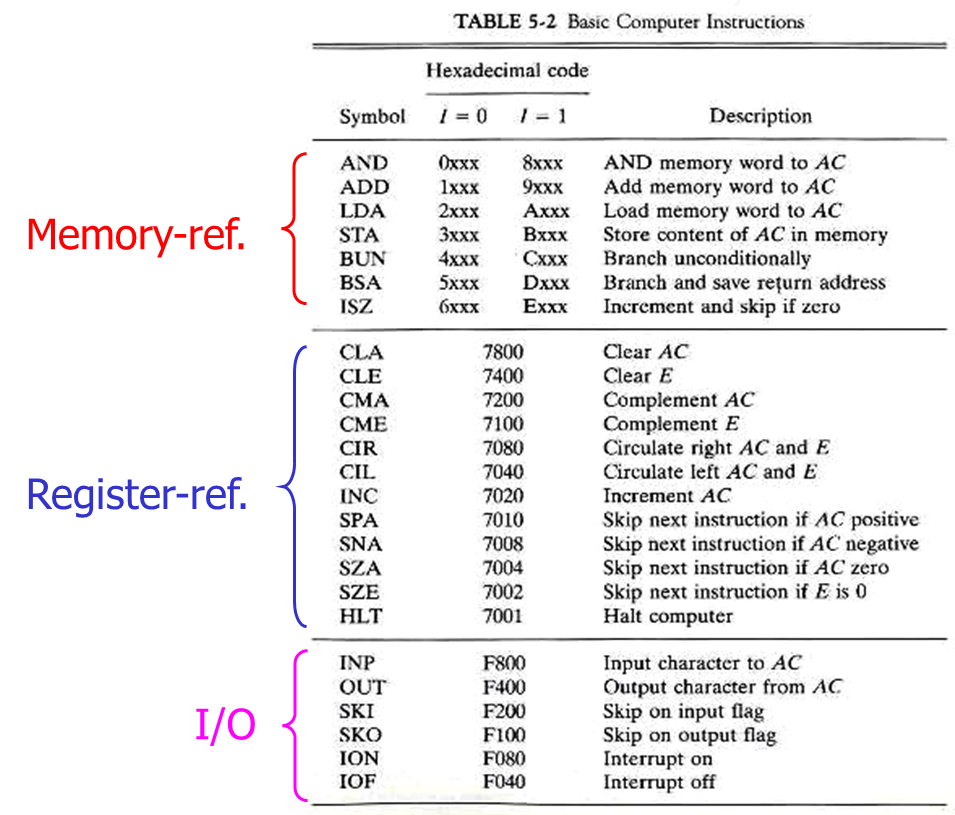 TABLE 5-2 Basic Computer Instructions
Hexadecimal code
Symbol I = 0 I = 1 Description
AND 0xxx 8xxx AND memory word to AC
ADD 1xxx 9xxx Add memory word to AC
LDA 2xxx Axxx Load memory word to AC
Memory-ref.
STA 3xxx Bxxx Store content of AC in memory
BUN 4xxx Cxxx Branch unconditionally
BSA 5xxx Dxxx Branch and save return address
ISZ 6xxx Exxx Increment and skip if zero
CLA 7800 Clear AC
CLE 7400 Clear E
CMA 7200 Complement AC
CME 7100 Complement E
CIR 7080 Circulate right AC and E
CIL 7040 Circulate left AC and E
Register-ref.
INC 7020 Increment AC
SPA 7010 Skip next instruction if AC positive
SNA 7008 Skip next instruction if AC negative
SZA 7004 Skip next instruction if AC zero
SZE 7002 Skip next instruction if E is 0
HLT 7001 Halt computer
INP F800 Input character to AC
OUT F400 Output character from AC
I/O
SKI F200 Skip on input flag
SKO F100 Skip on output flag
ION F080 Interrupt on
IOF F040 Interrupt off